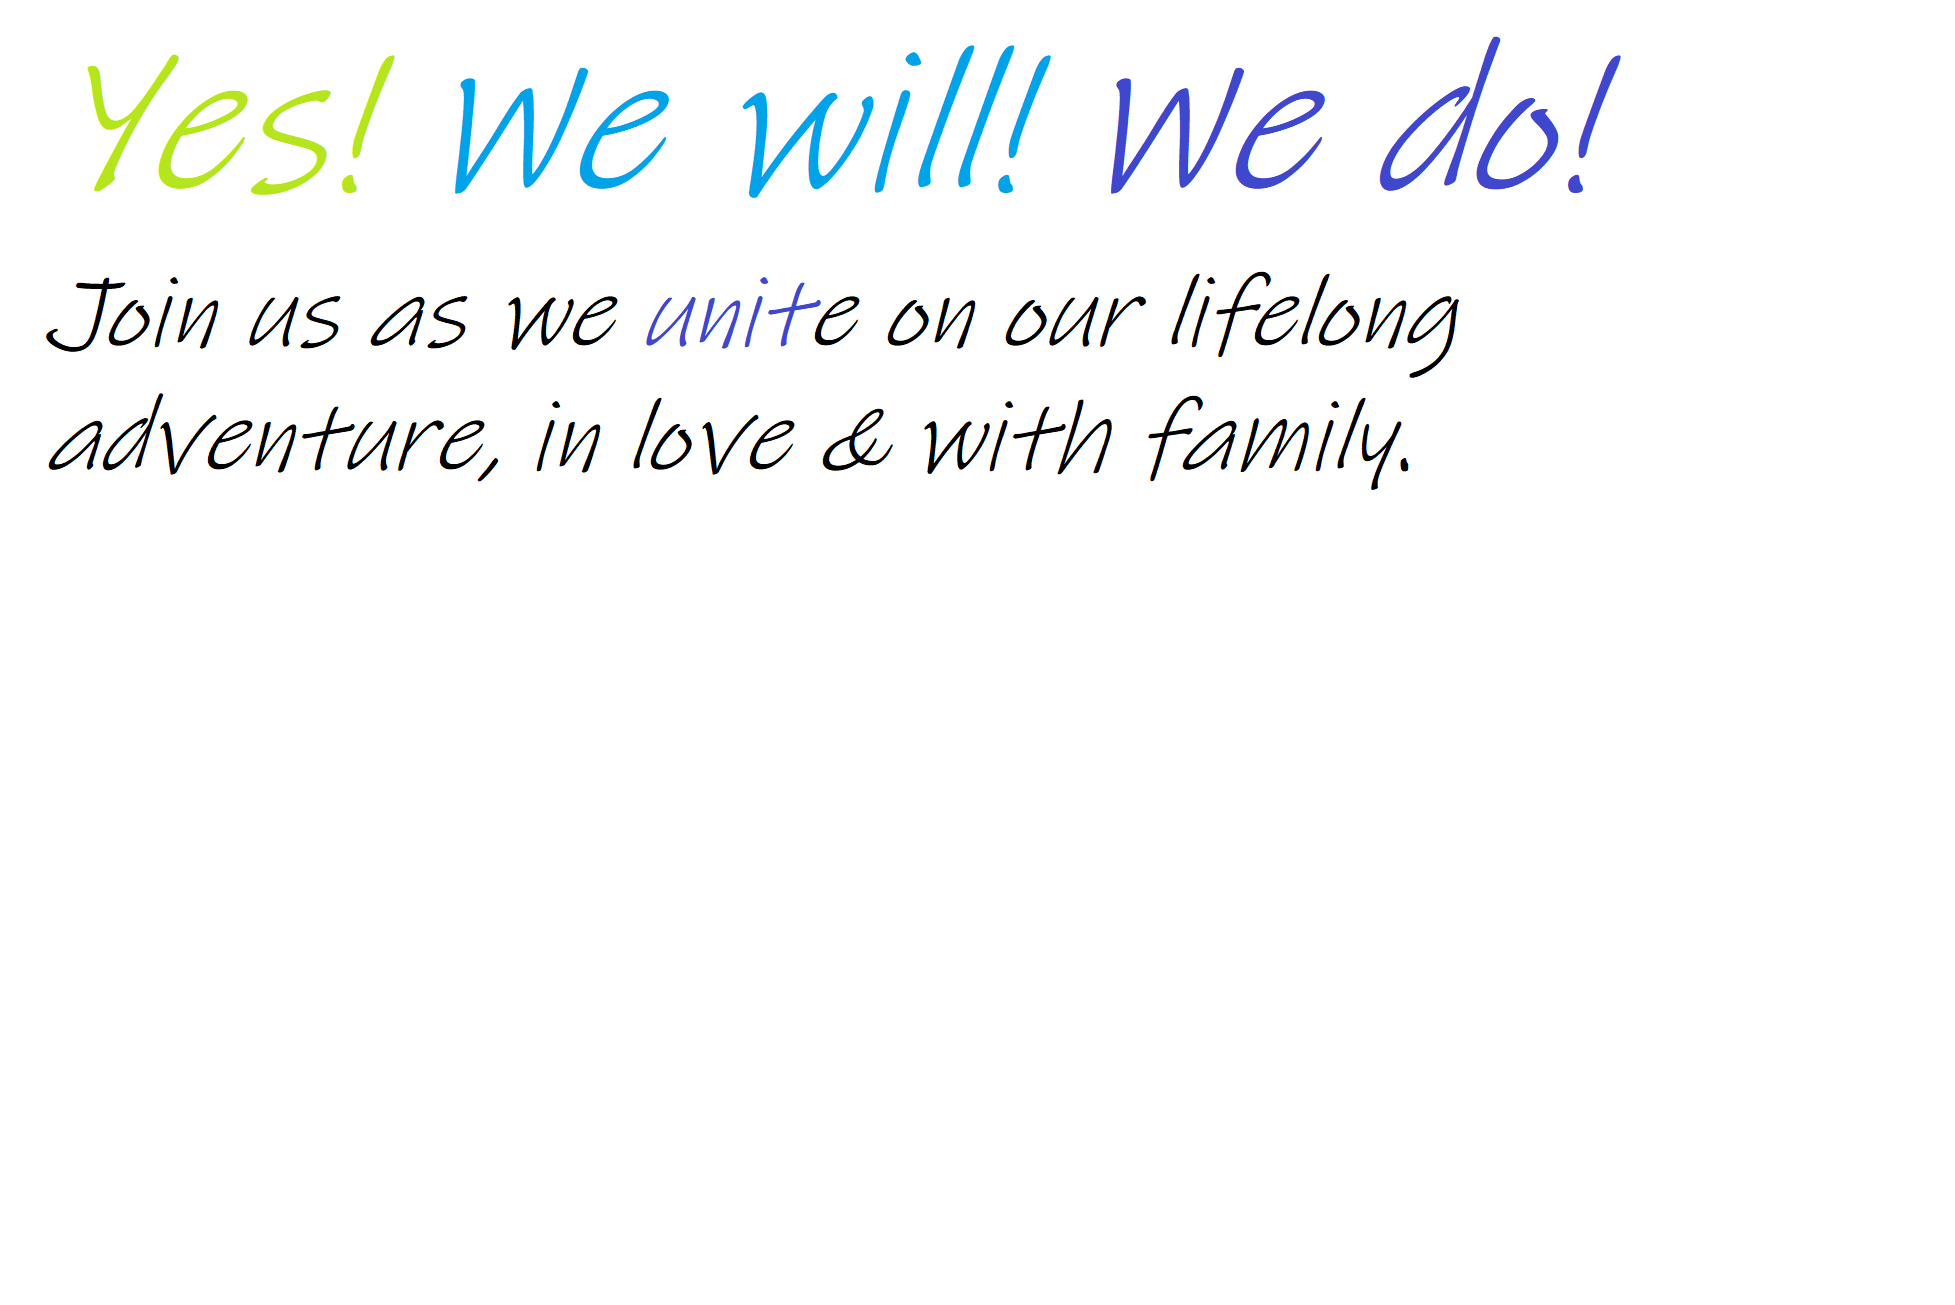 Yes! We will! We do!
Join us as we unite on our lifelong
adventure, in love & with family.